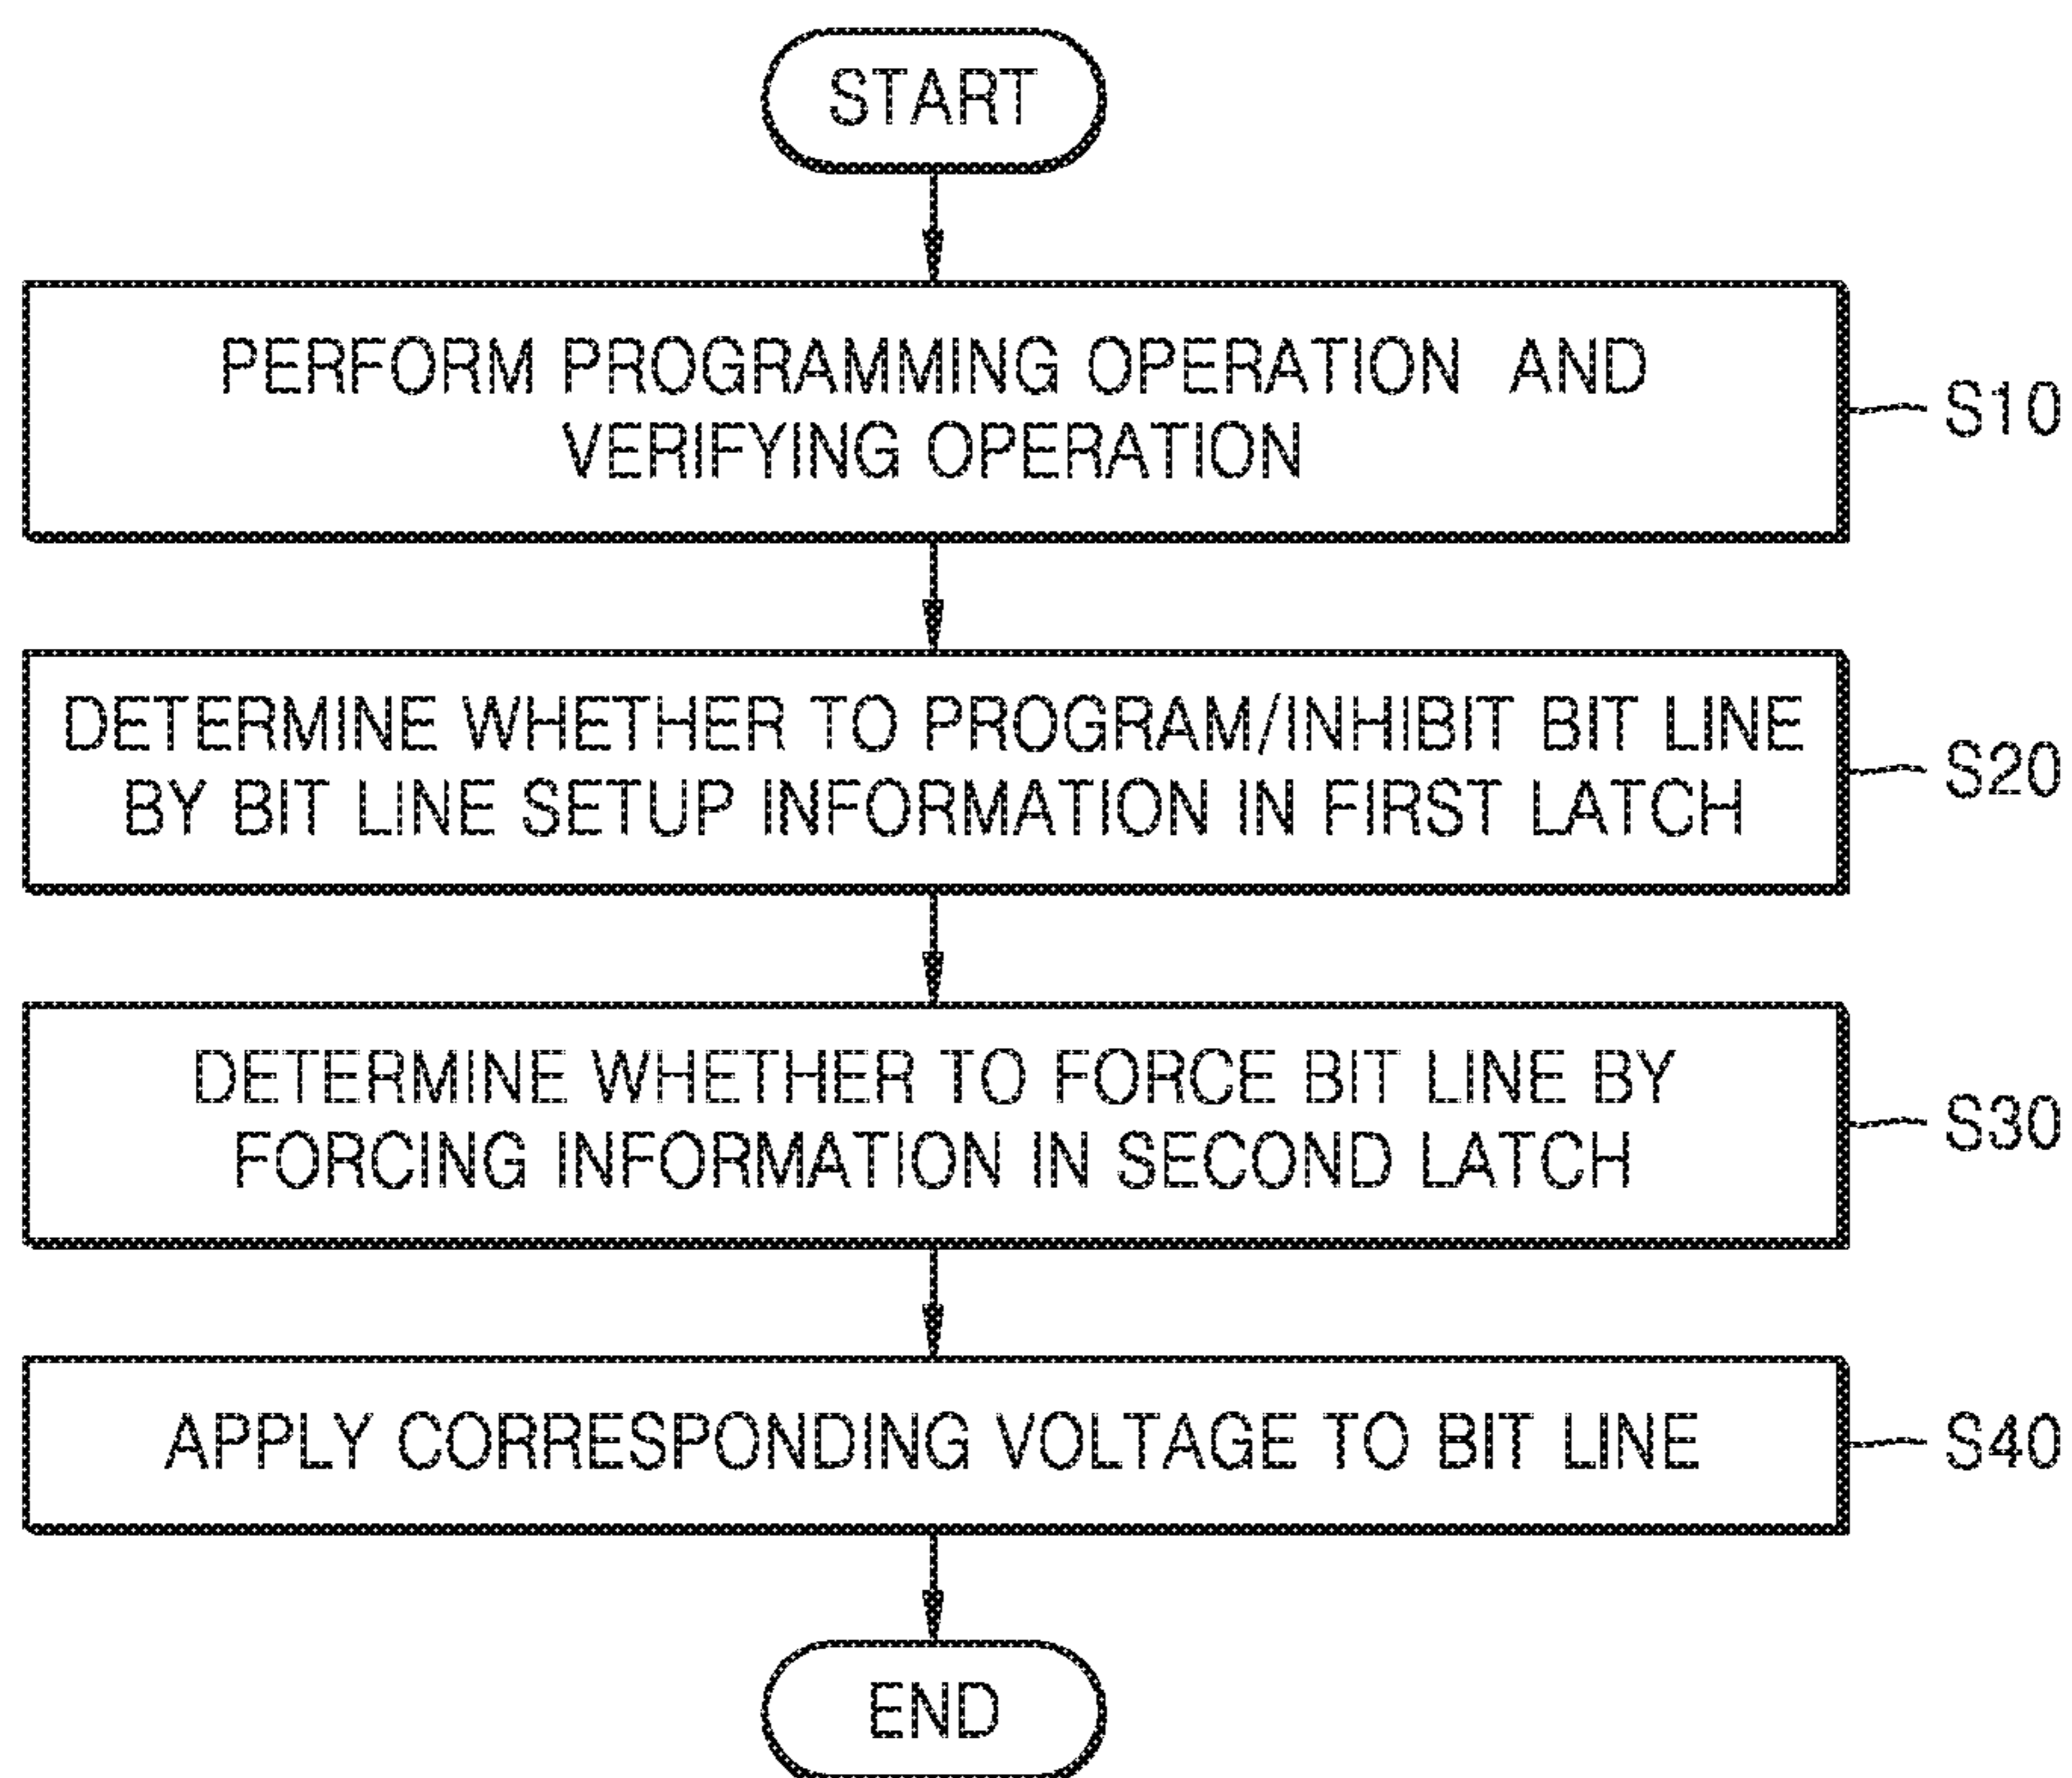 START
PERFORM PROGRAMMING OPERATION AND
VERIFYING OPERATION
S10
DETERMINE WHETHER TO PROGRAM/INHIBIT BIT LINE
BY BIT LINE SETUP INFORMATION IN FIRST LATCH
S20
DETERMINE WHETHER TO FORCE BIT LINE BY
FORCING INFORMATION IN SECOND LATCH
S30
APPLY CORRESPONDING VOLTAGE TO BIT LINE
S40
END